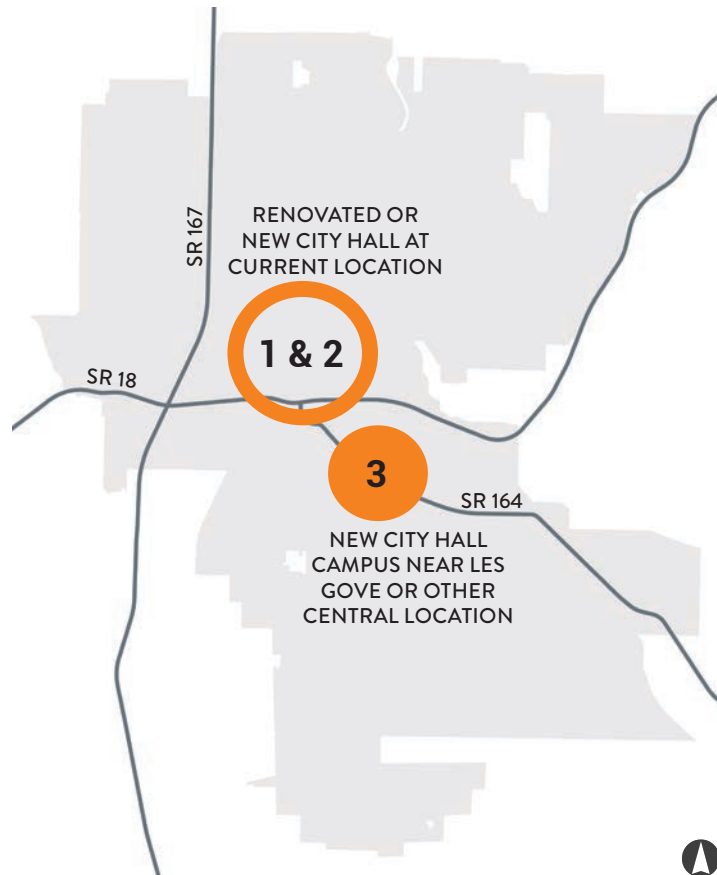 SR 167
RENOVATED OR
NEW CITY HALL AT
CURRENT LOCATION
1 & 2
SR 18
3
SR 164
NEW CITY HALL
CAMPUS NEAR LES
GOVE OR OTHER
CENTRAL LOCATION